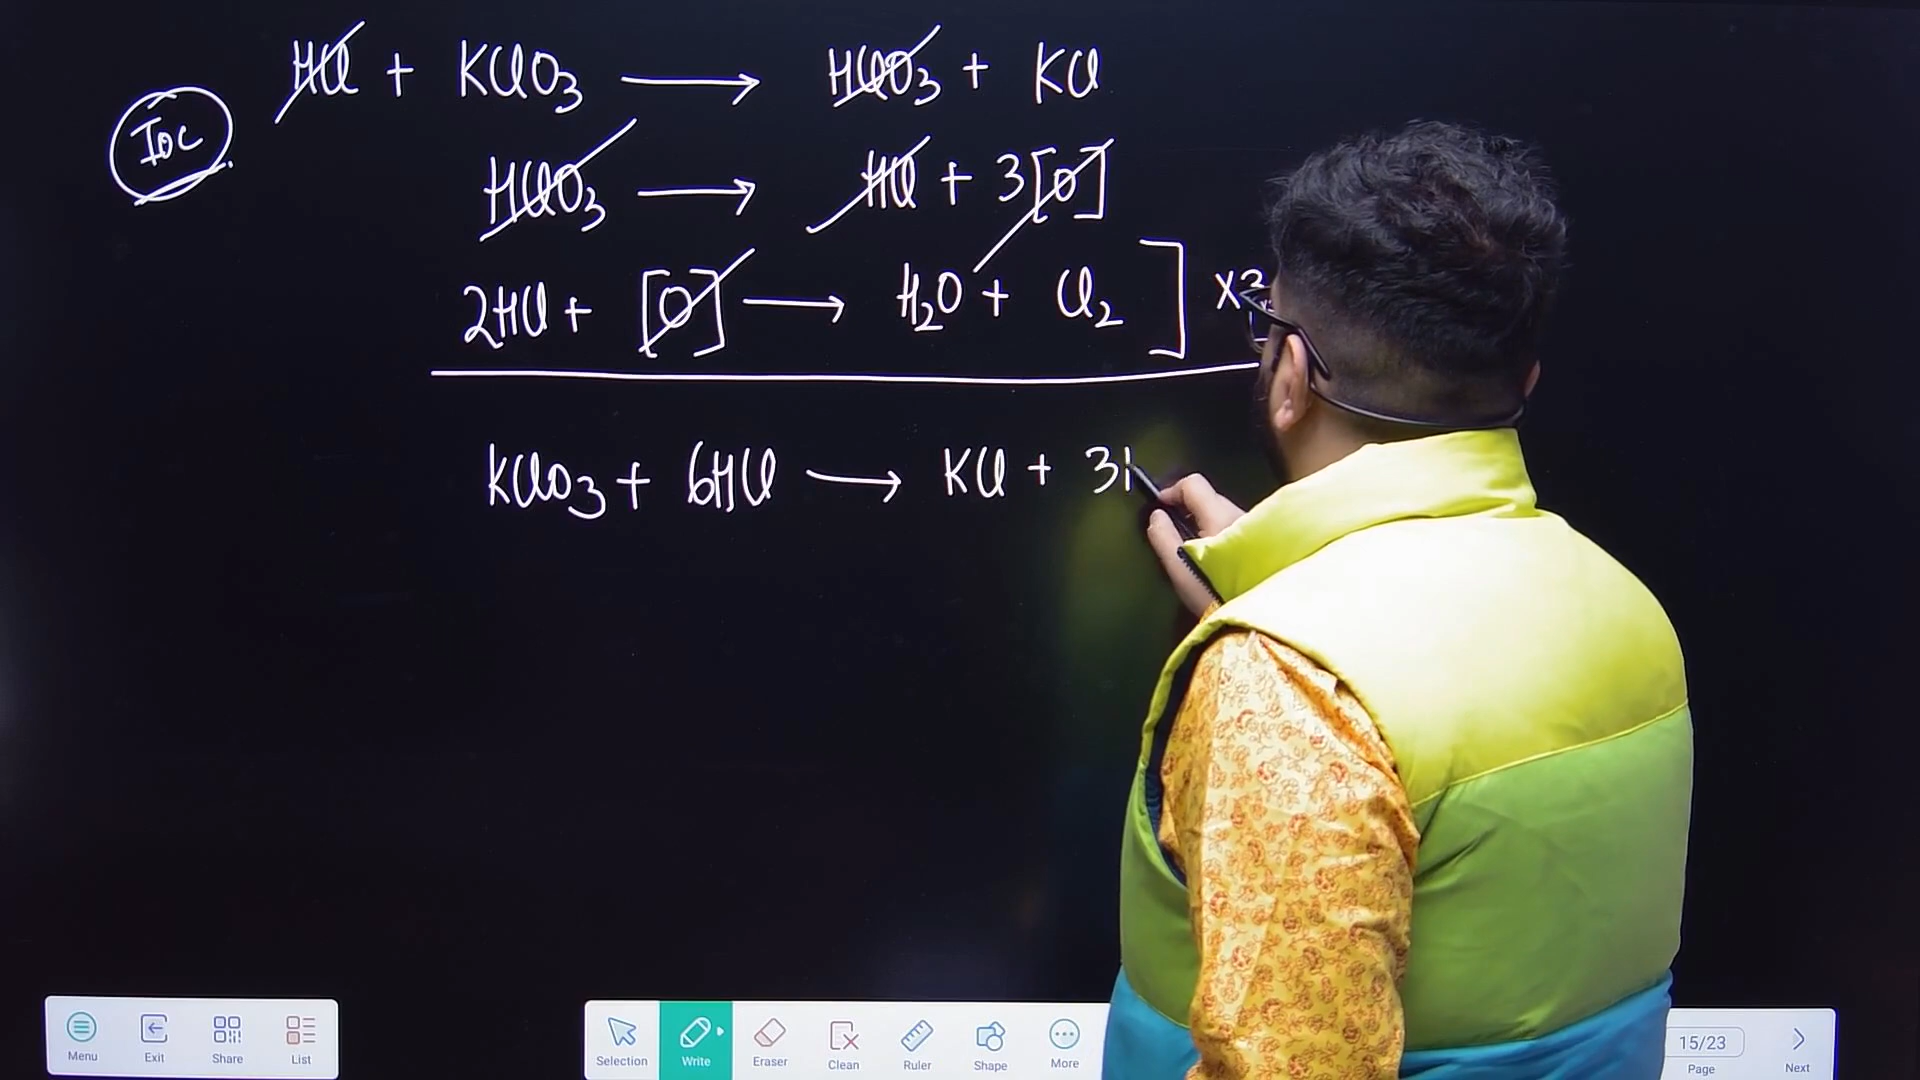 HCl + KClO3 ⟶ HClO3 + KCl
IOC
HClO3 ⟶ HCl + 3[O]
2HCl + [O] ⟶ H2O + Cl2 ] X3
KClO3 + 6HCl ⟶ KCl + 3
Menu Exit Share List
Selection Write Eraser Clean Ruler Shape More
15/23
Page Next